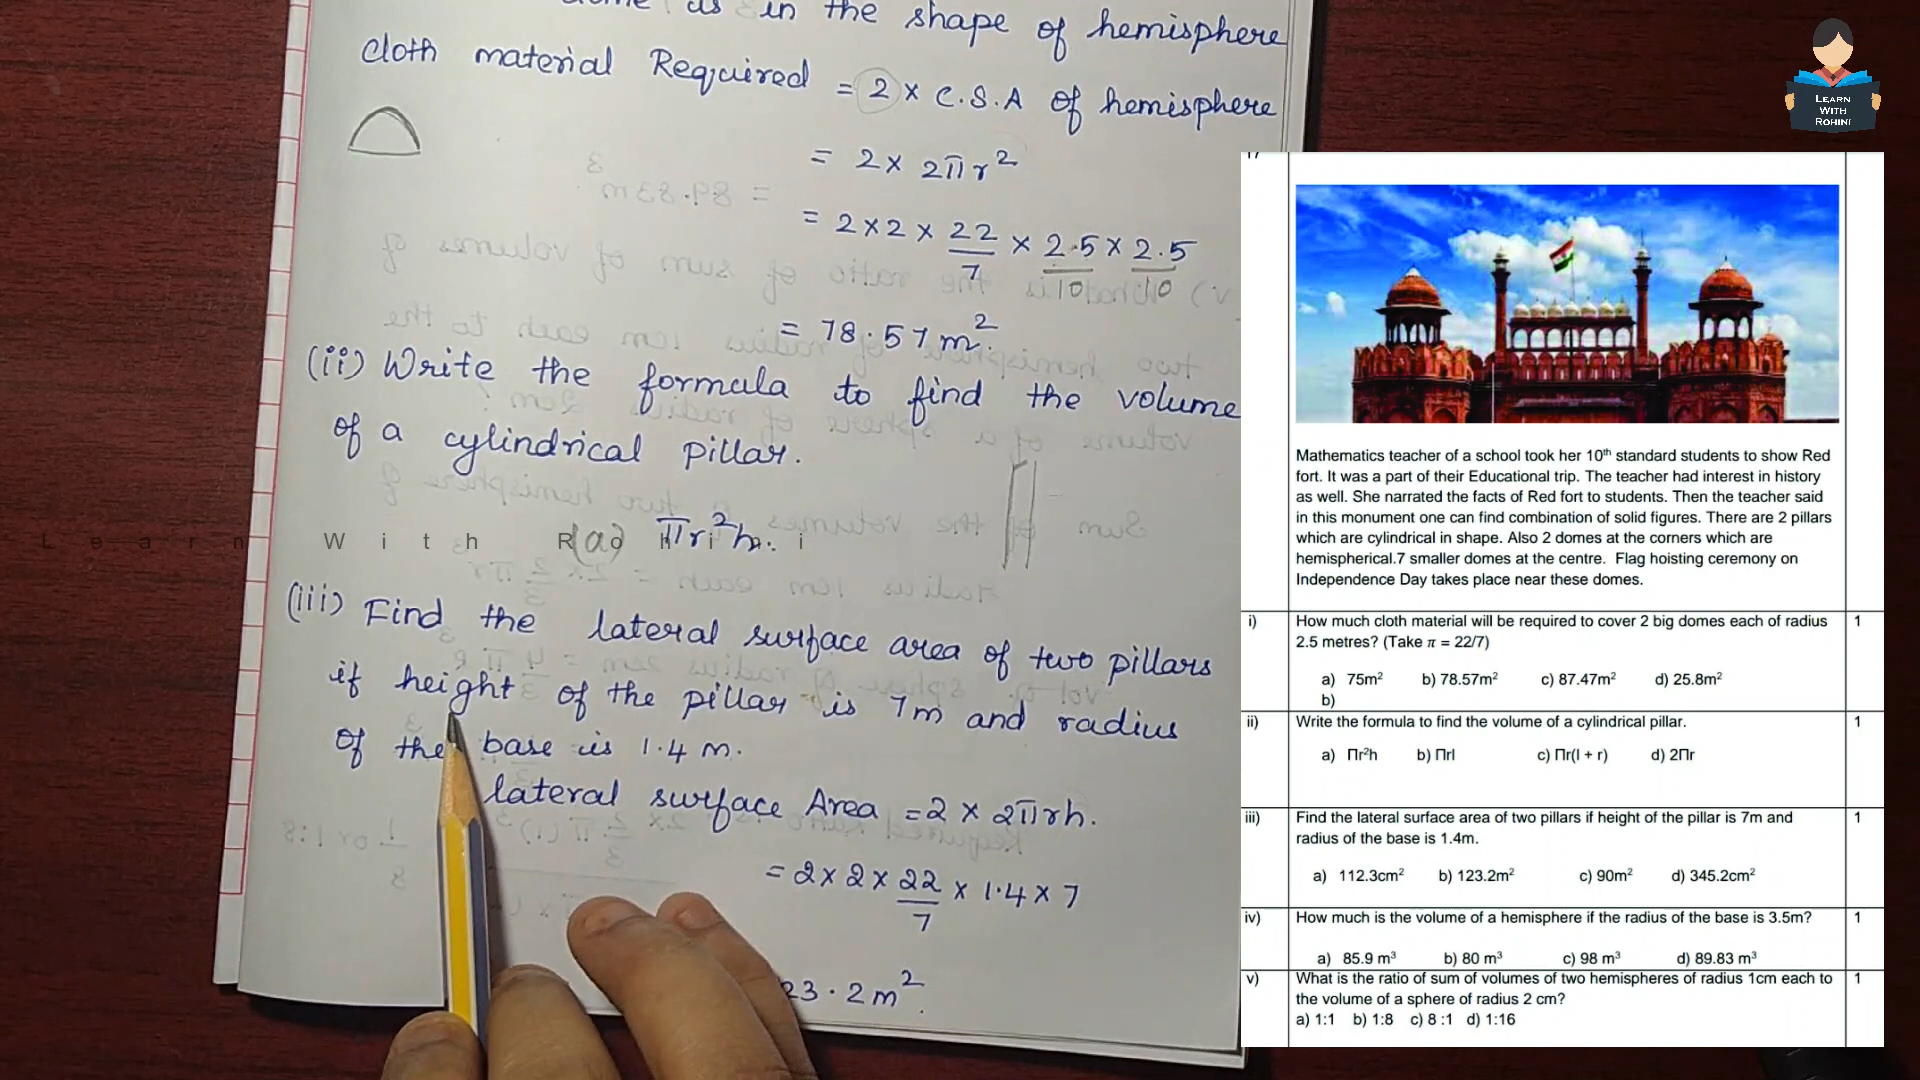 is in the shape of hemisphere
Cloth material Required = 2 × C.S.A of hemisphere
= 2 × 2πr²
= 2×2× 22/7 × 2.5 × 2.5
10 10
= 78.57 m².
(ii) Write the formula to find the volume
of a cylindrical pillar.
(a) πr²h.
(iii) Find the lateral surface area of two pillars
if height of the pillar is 7m and radius
of the base is 1.4 m.
lateral surface Area = 2 × 2πrh.
= 2×2× 22/7 × 1.4 × 7
23.2m².
Learn With Rohini
LEARN
WITH
ROHINI
Mathematics teacher of a school took her 10th standard students to show Red
fort. It was a part of their Educational trip. The teacher had interest in history
as well. She narrated the facts of Red fort to students. Then the teacher said
in this monument one can find combination of solid figures. There are 2 pillars
which are cylindrical in shape. Also 2 domes at the corners which are
hemispherical.7 smaller domes at the centre. Flag hoisting ceremony on
Independence Day takes place near these domes.
i) How much cloth material will be required to cover 2 big domes each of radius 1
2.5 metres? (Take π = 22/7)
a) 75m² b) 78.57m² c) 87.47m² d) 25.8m²
b)
ii) Write the formula to find the volume of a cylindrical pillar. 1
a) Πr²h b) Πrl c) Πr(l + r) d) 2Πr
iii) Find the lateral surface area of two pillars if height of the pillar is 7m and 1
radius of the base is 1.4m.
a) 112.3cm² b) 123.2m² c) 90m² d) 345.2cm²
iv) How much is the volume of a hemisphere if the radius of the base is 3.5m? 1
a) 85.9 m³ b) 80 m³ c) 98 m³ d) 89.83 m³
v) What is the ratio of sum of volumes of two hemispheres of radius 1cm each to 1
the volume of a sphere of radius 2 cm?
a) 1:1 b) 1:8 c) 8 :1 d) 1:16